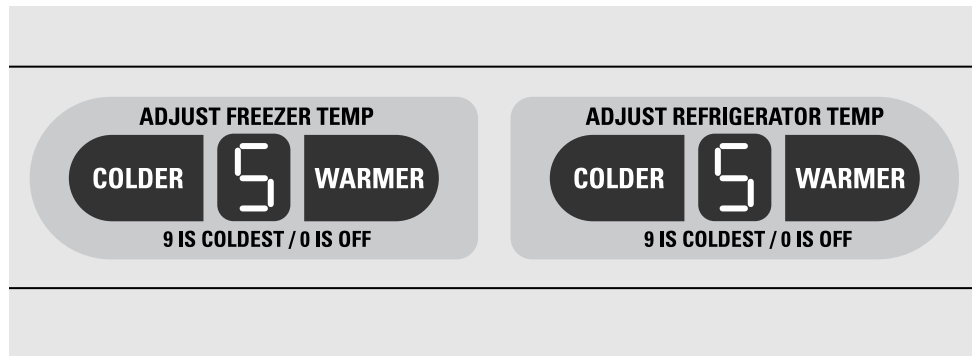 ADJUST FREEZER TEMP
COLDER 5 WARMER
9 IS COLDEST / 0 IS OFF
ADJUST REFRIGERATOR TEMP
COLDER 5 WARMER
9 IS COLDEST / 0 IS OFF